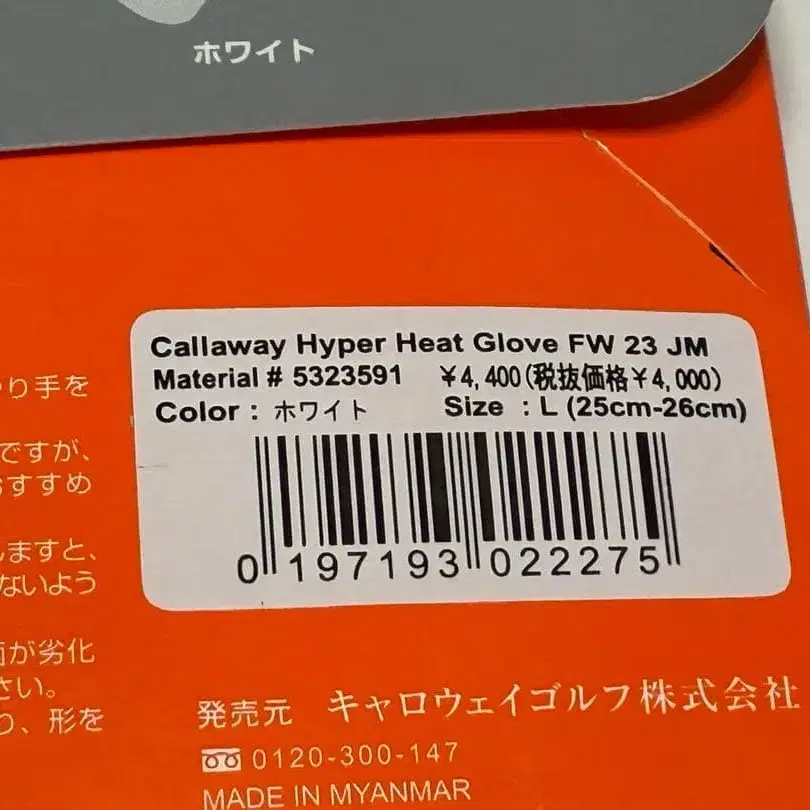 ホワイト
Callaway Hyper Heat Glove FW 23 JM
Material # 5323591 ¥4,400(税抜価格¥4,000)
Color : ホワイト Size : L (25cm-26cm)
0 197193 022275
り手を
ですが、
おすすめ
しますと、
ないよう
が劣化
さい。
り、形を
発売元 キャロウェイゴルフ株式会社
0120-300-147
MADE IN MYANMAR